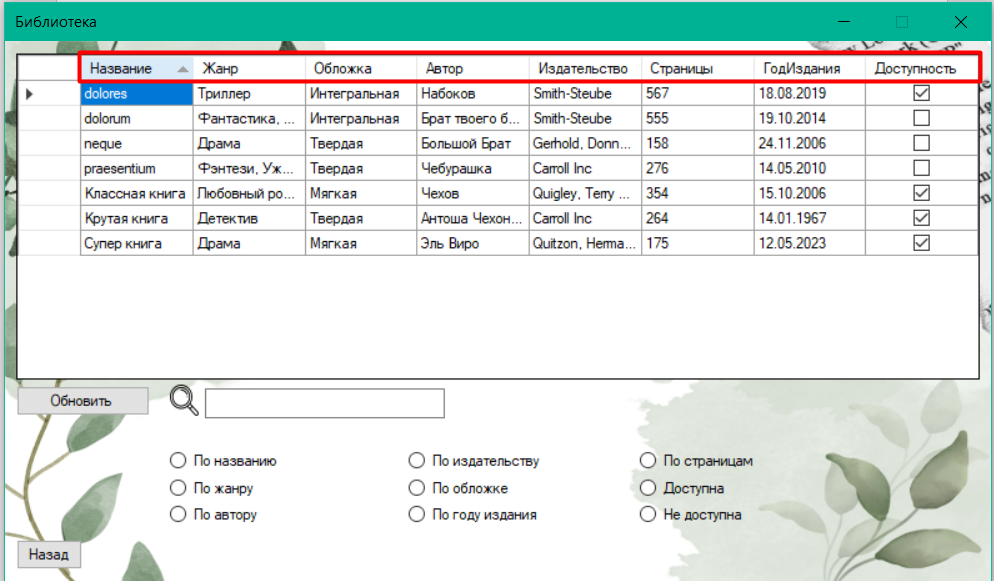 Библиотека
Название Жанр Обложка Автор Издательство Страницы ГодИздания Доступность
dolores Триллер Интегральная Набоков Smith-Steube 567 18.08.2019
dolorum Фантастика, ... Интегральная Брат твоего б... Smith-Steube 555 19.10.2014
neque Драма Твердая Большой Брат Gerhold, Donn... 158 24.11.2006
praesentium Фэнтези, Уж... Твердая Чебурашка Carroll Inc 276 14.05.2010
Классная книга Любовный ро... Мягкая Чехов Quigley, Terry ... 354 15.10.2006
Крутая книга Детектив Твердая Антоша Чехон... Carroll Inc 264 14.01.1967
Супер книга Драма Мягкая Эль Виро Quitzon, Herma... 175 12.05.2023
Обновить
По названию По издательству По страницам
По жанру По обложке Доступна
По автору По году издания Не доступна
Назад